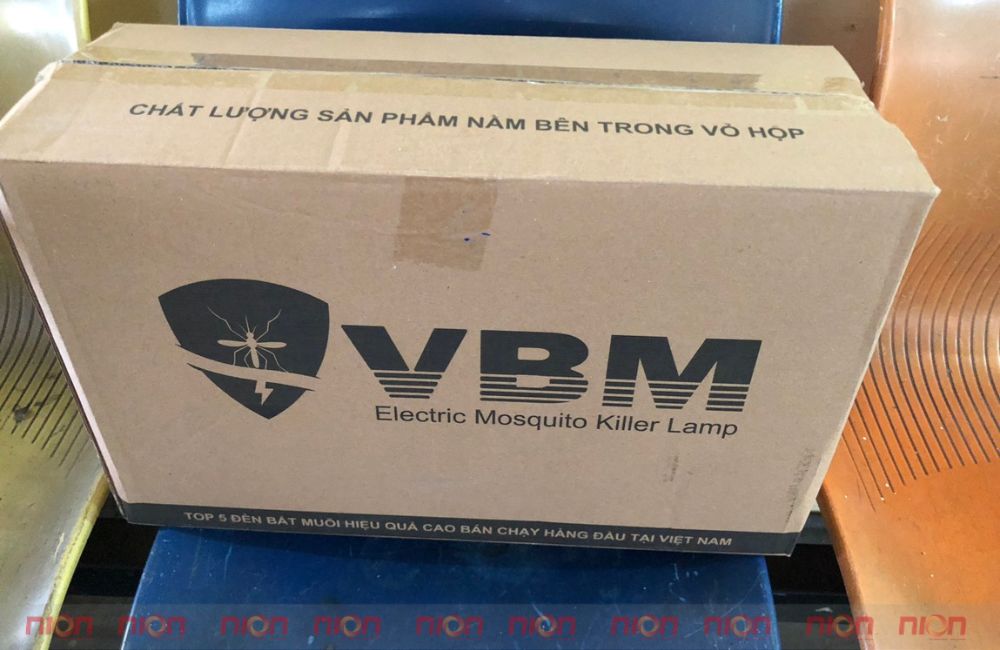 CHẤT LƯỢNG SẢN PHẨM NẰM BÊN TRONG VỎ HỘP
VBM
Electric Mosquito Killer Lamp
TOP 5 ĐÈN BẮT MUỖI HIỆU QUẢ CAO BÁN CHẠY HÀNG ĐẦU TẠI VIỆT NAM
nion nion nion nion nion nion nion nion nion nion